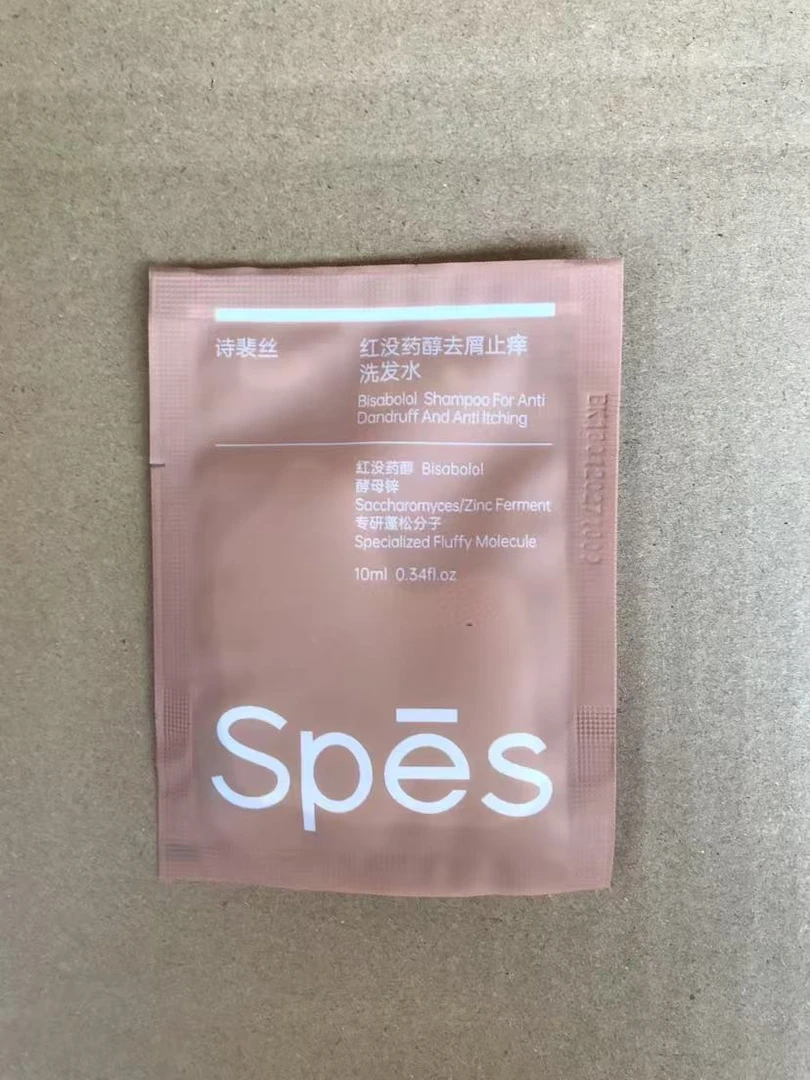 诗裴丝
红没药醇去屑止痒
洗发水
Bisabolol Shampoo For Anti
Dandruff And Anti Itching
红没药醇 Bisabolol
酵母锌
Saccharomyces/Zinc Ferment
专研蓬松分子
Specialized Fluffy Molecule
10ml 0.34fl.oz
Spēs